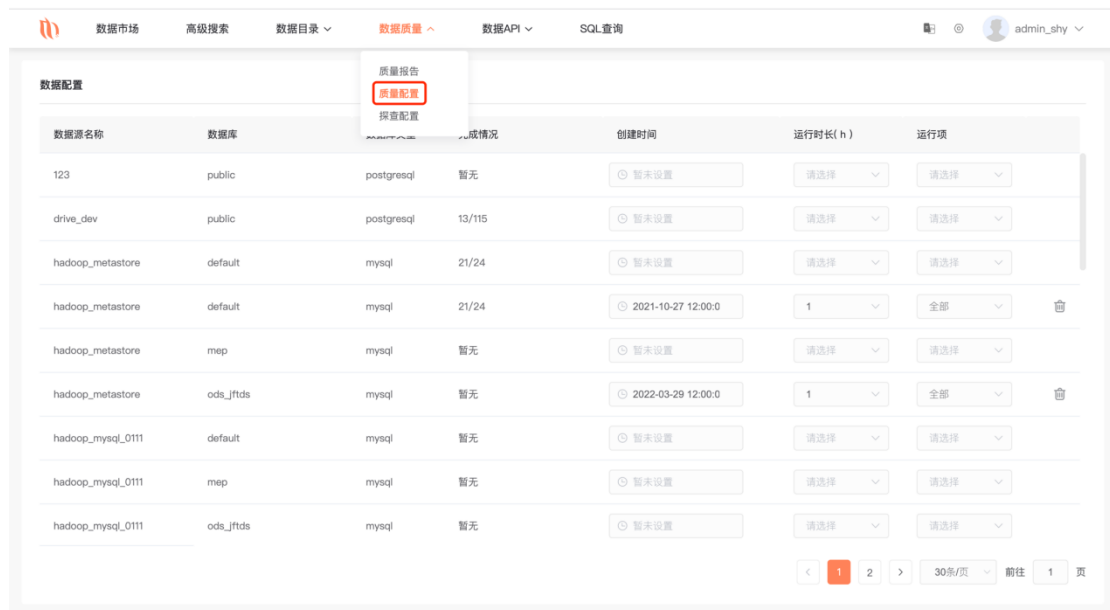 数据市场 高级搜索 数据目录 数据质量 数据API SQL查询 admin_shy
质量报告
质量配置
探查配置
数据配置
数据源名称 数据库 数据库类型 完成情况 创建时间 运行时长( h ) 运行项
123 public postgresql 暂无 暂未设置 请选择 请选择
drive_dev public postgresql 13/115 暂未设置 请选择 请选择
hadoop_metastore default mysql 21/24 暂未设置 请选择 请选择
hadoop_metastore default mysql 21/24 2021-10-27 12:00:0 1 全部
hadoop_metastore mep mysql 暂无 暂未设置 请选择 请选择
hadoop_metastore ods_jftds mysql 暂无 2022-03-29 12:00:0 1 全部
hadoop_mysql_0111 default mysql 暂无 暂未设置 请选择 请选择
hadoop_mysql_0111 mep mysql 暂无 暂未设置 请选择 请选择
hadoop_mysql_0111 ods_jftds mysql 暂无 暂未设置 请选择 请选择
1 2 30条/页 前往 1 页